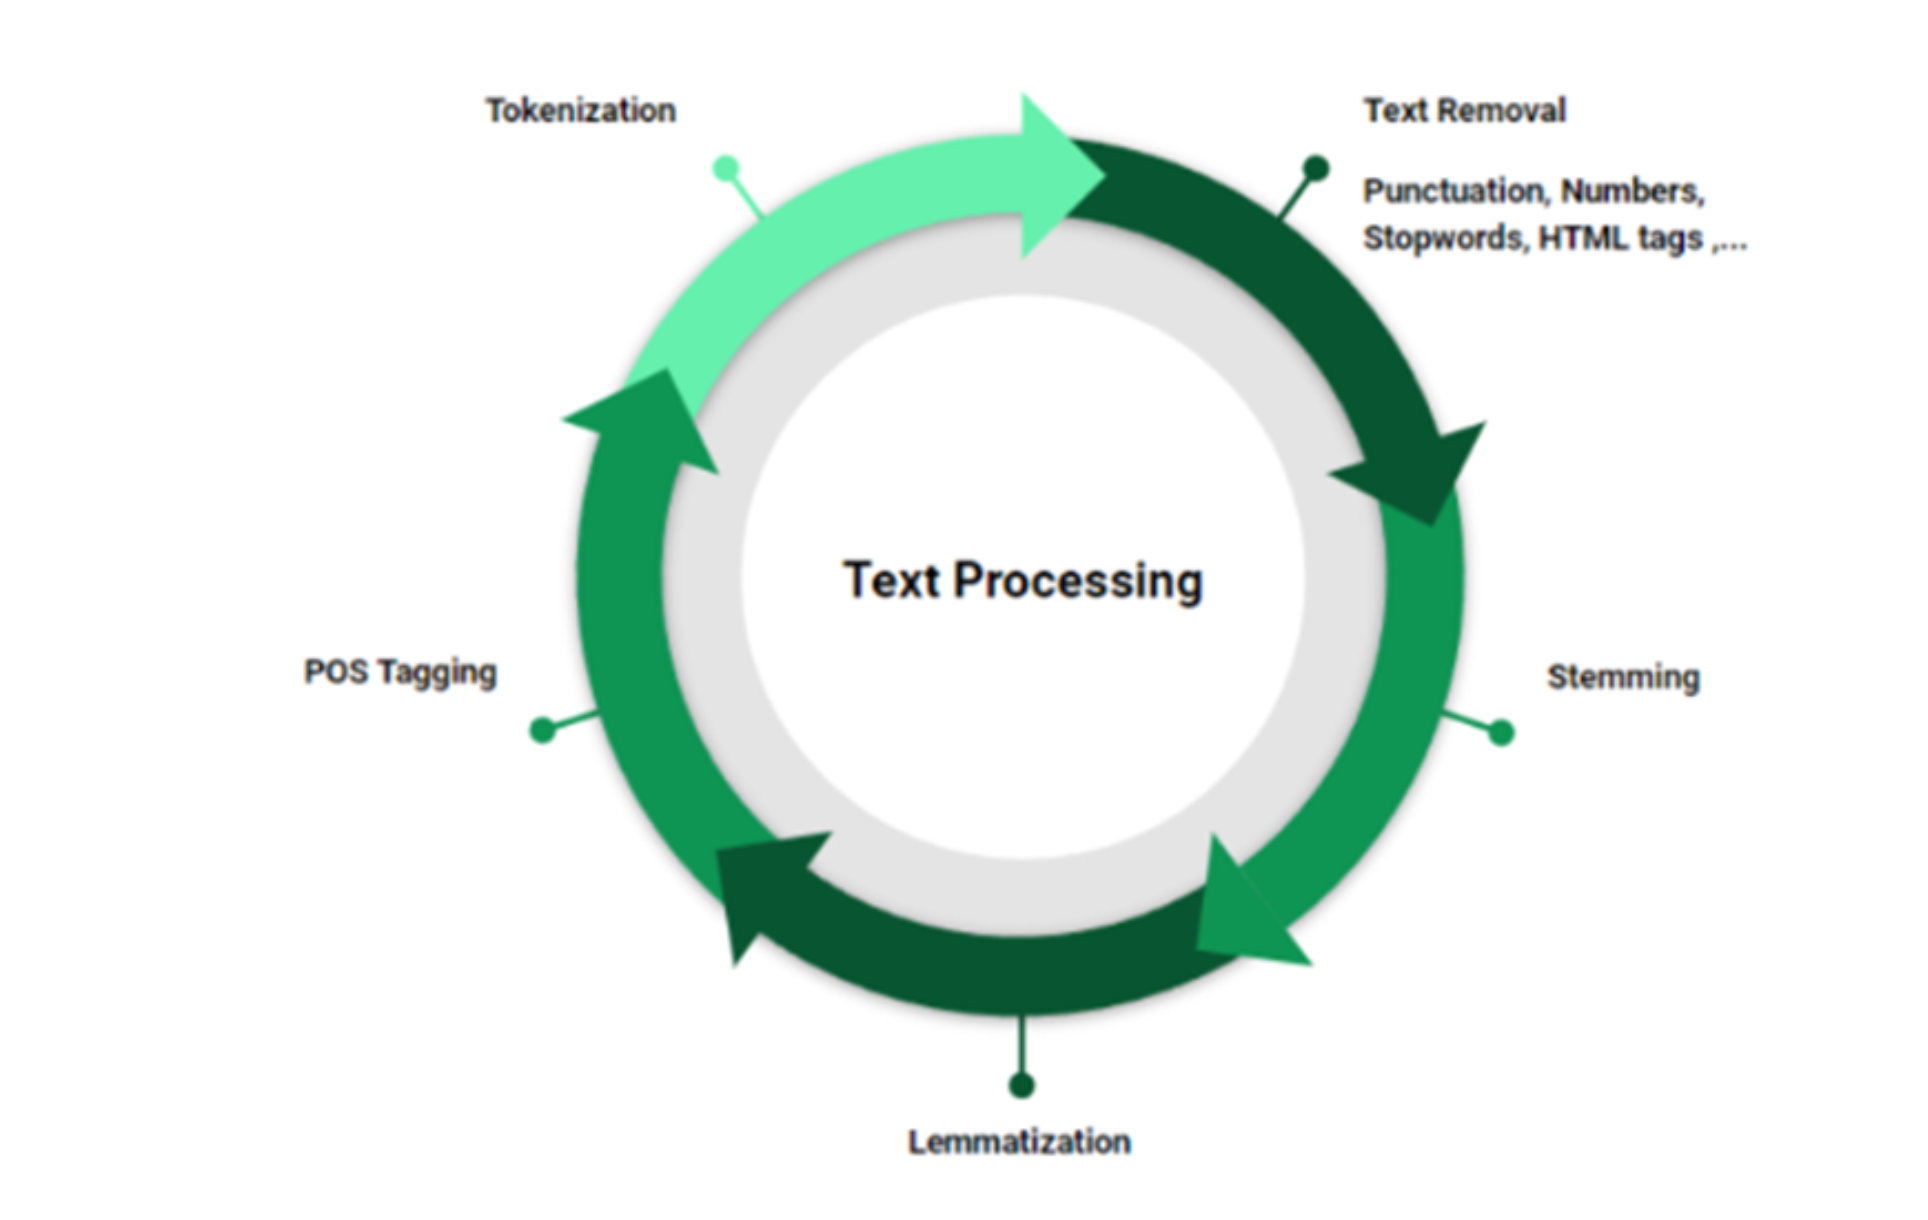 Tokenization
Text Removal
Punctuation, Numbers,
Stopwords, HTML tags ,...
Text Processing
POS Tagging
Stemming
Lemmatization